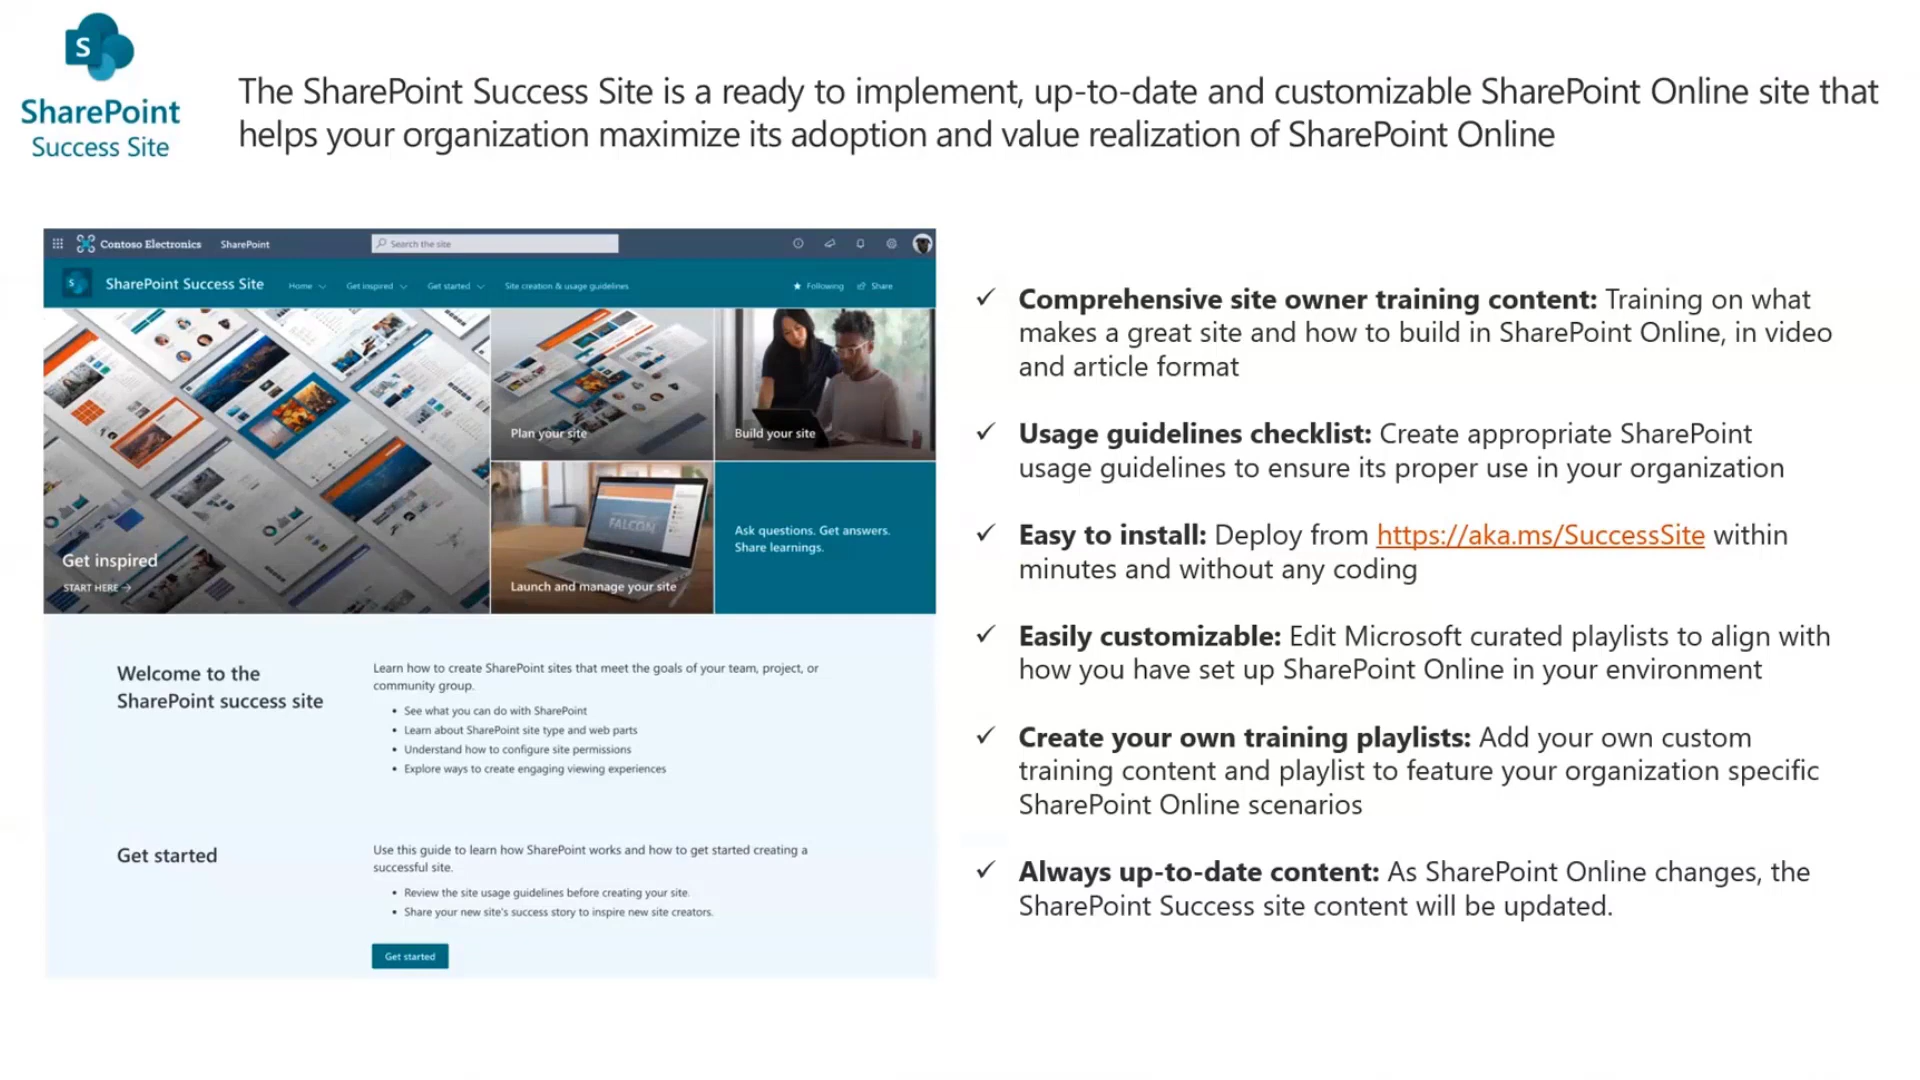 S
SharePoint
Success Site
The SharePoint Success Site is a ready to implement, up-to-date and customizable SharePoint Online site that
helps your organization maximize its adoption and value realization of SharePoint Online
Contoso Electronics SharePoint Search the site
S SharePoint Success Site Home Get inspired Get started Site creation & usage guidelines Following Share
Get inspired
START HERE →
Plan your site
Build your site
FALCON
Launch and manage your site
Ask questions. Get answers.
Share learnings.
Welcome to the
SharePoint success site
Learn how to create SharePoint sites that meet the goals of your team, project, or
community group.
• See what you can do with SharePoint
• Learn about SharePoint site type and web parts
• Understand how to configure site permissions
• Explore ways to create engaging viewing experiences
Get started
Use this guide to learn how SharePoint works and how to get started creating a
successful site.
• Review the site usage guidelines before creating your site.
• Share your new site's success story to inspire new site creators.
Get started
✓ Comprehensive site owner training content: Training on what
makes a great site and how to build in SharePoint Online, in video
and article format
✓ Usage guidelines checklist: Create appropriate SharePoint
usage guidelines to ensure its proper use in your organization
✓ Easy to install: Deploy from https://aka.ms/SuccessSite within
minutes and without any coding
✓ Easily customizable: Edit Microsoft curated playlists to align with
how you have set up SharePoint Online in your environment
✓ Create your own training playlists: Add your own custom
training content and playlist to feature your organization specific
SharePoint Online scenarios
✓ Always up-to-date content: As SharePoint Online changes, the
SharePoint Success site content will be updated.